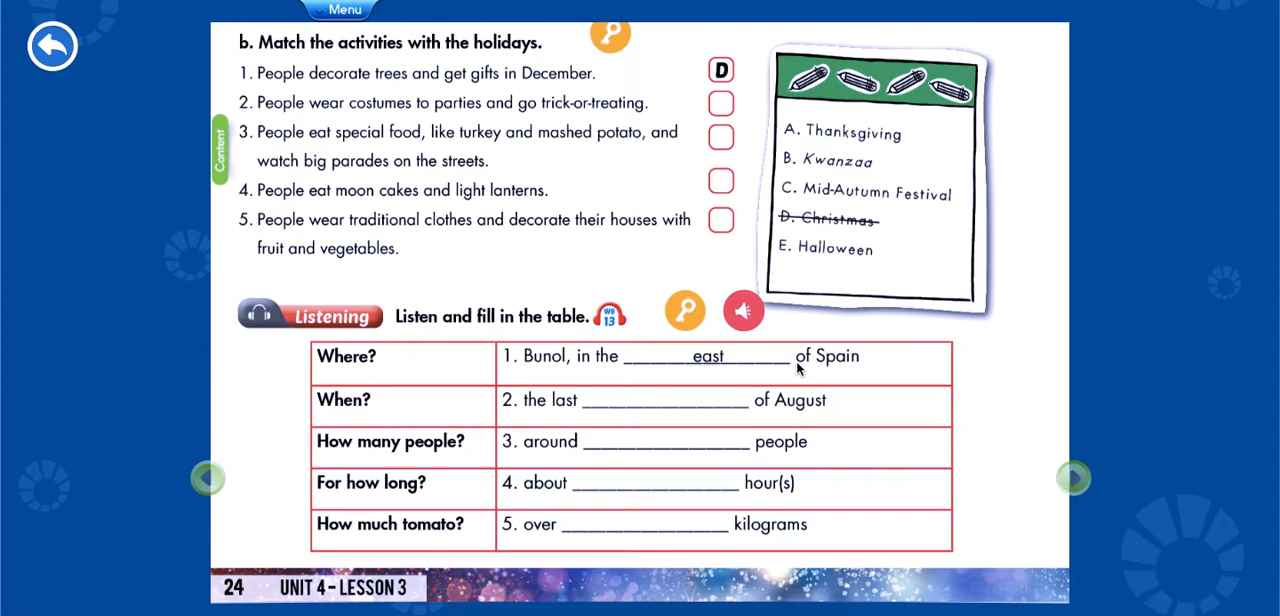 Menu
b. Match the activities with the holidays.
1. People decorate trees and get gifts in December.
D
2. People wear costumes to parties and go trick-or-treating.
3. People eat special food, like turkey and mashed potato, and
watch big parades on the streets.
4. People eat moon cakes and light lanterns.
5. People wear traditional clothes and decorate their houses with
fruit and vegetables.
A. Thanksgiving
B. Kwanzaa
C. Mid-Autumn Festival
D. Christmas
E. Halloween
Content
Listening Listen and fill in the table. WB 13
Where? 1. Bunol, in the ______east______ of Spain
When? 2. the last ____________ of August
How many people? 3. around ____________ people
For how long? 4. about ____________ hour(s)
How much tomato? 5. over ____________ kilograms
24 UNIT 4 – LESSON 3